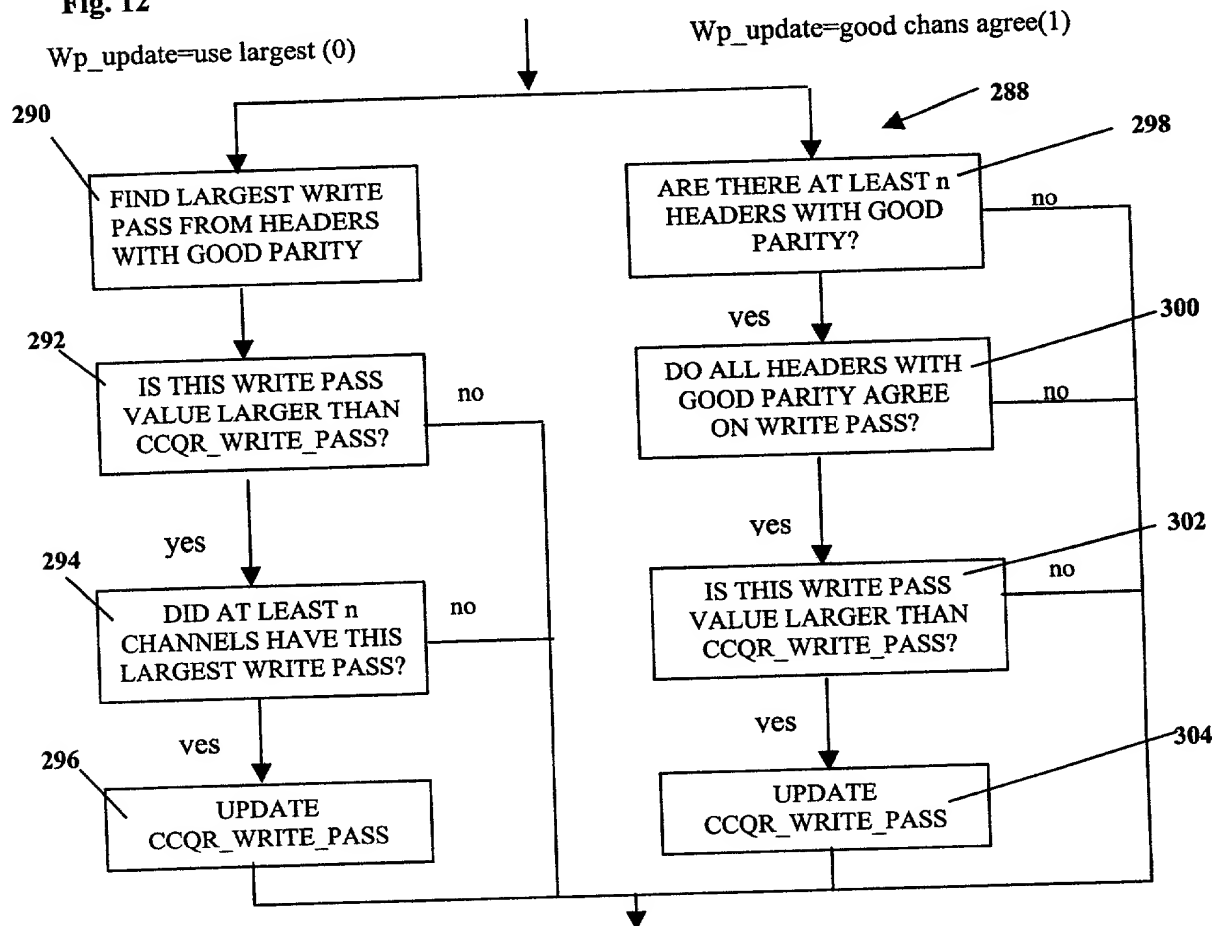 Fig. 12
Wp_update=use largest (0)
Wp_update=good chans agree(1)
288
290
FIND LARGEST WRITE
PASS FROM HEADERS
WITH GOOD PARITY
298
ARE THERE AT LEAST n
HEADERS WITH GOOD
PARITY?
no
yes
292
IS THIS WRITE PASS
VALUE LARGER THAN
CCQR_WRITE_PASS?
no
yes
300
DO ALL HEADERS WITH
GOOD PARITY AGREE
ON WRITE PASS?
no
yes
294
DID AT LEAST n
CHANNELS HAVE THIS
LARGEST WRITE PASS?
no
yes
302
IS THIS WRITE PASS
VALUE LARGER THAN
CCQR_WRITE_PASS?
no
yes
296
UPDATE
CCQR_WRITE_PASS
304
UPDATE
CCQR_WRITE_PASS